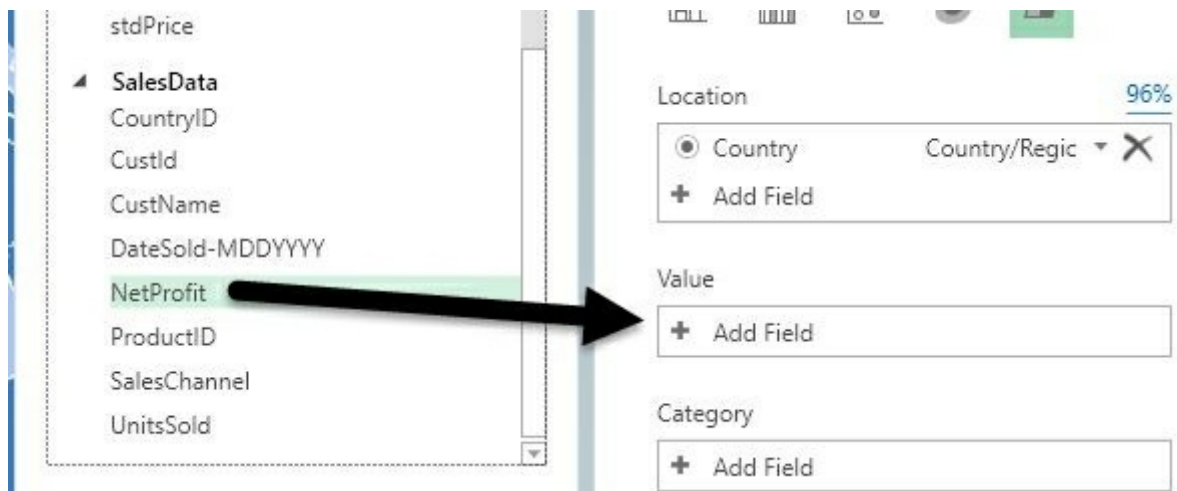 stdPrice
SalesData
CountryID
CustId
CustName
DateSold-MDDYYYY
NetProfit
ProductID
SalesChannel
UnitsSold
Location 96%
Country Country/Regic
Add Field
Value
Add Field
Category
Add Field